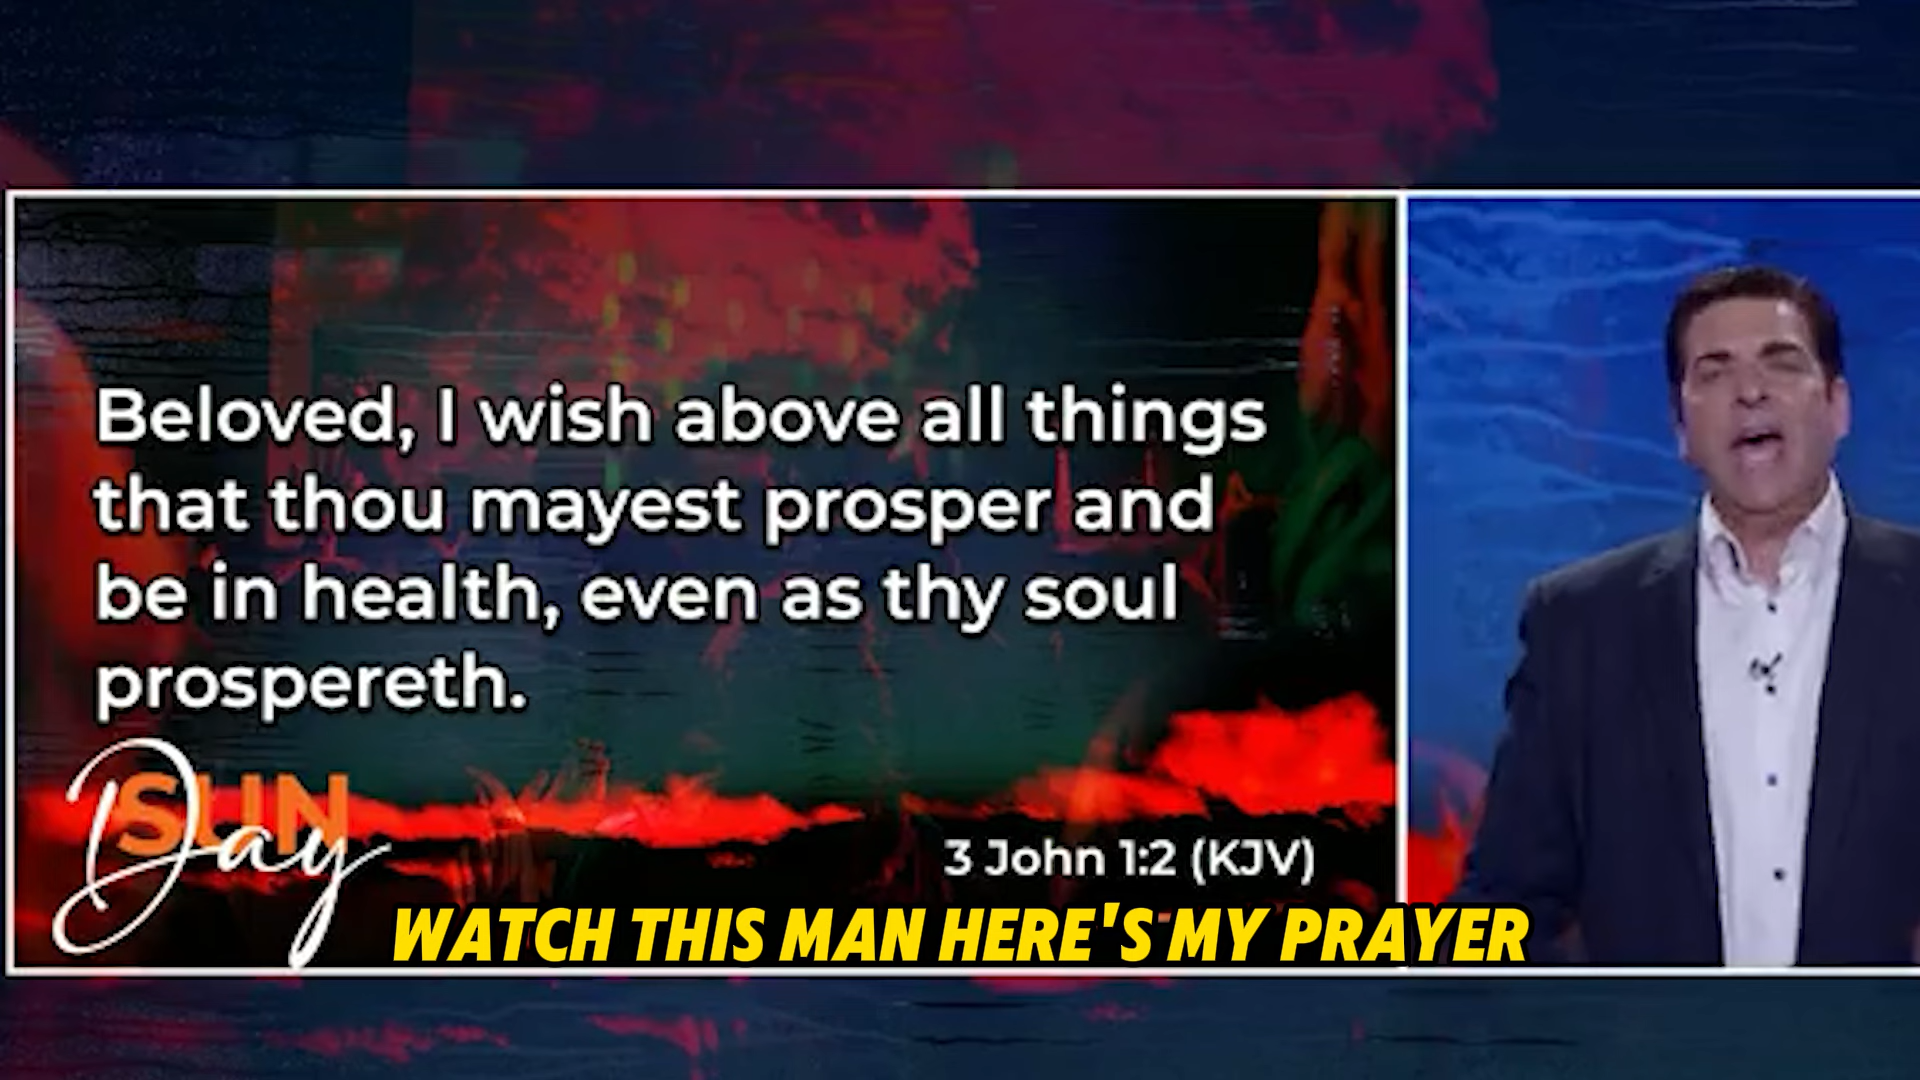 Beloved, I wish above all things
that thou mayest prosper and
be in health, even as thy soul
prospereth.
SUN
Day
3 John 1:2 (KJV)
WATCH THIS MAN HERE'S MY PRAYER